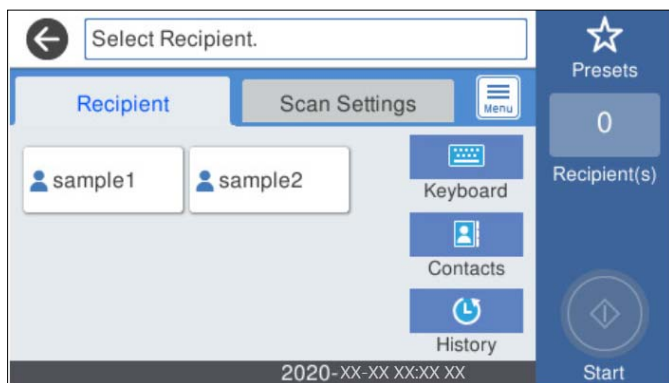 Select Recipient.
Presets
Recipient
Scan Settings
Menu
0
Recipient(s)
sample1
sample2
Keyboard
Contacts
History
2020-XX-XX XX:XX XX
Start